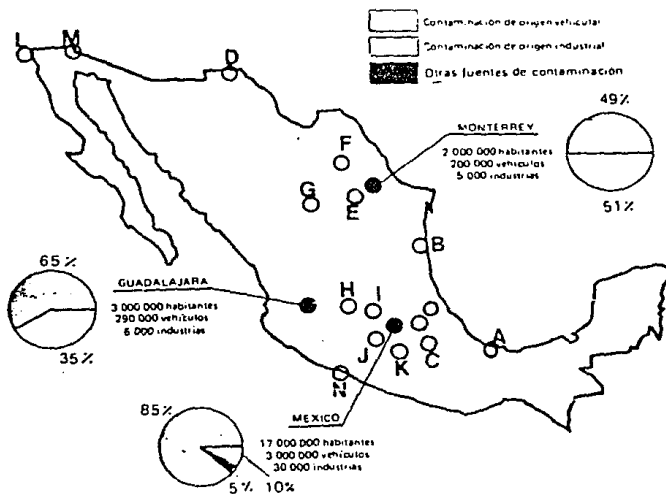 Contaminación de origen vehicular
Contaminación de origen industrial
Otras fuentes de contaminación
L
M
D
49%
MONTERREY
2 000 000 habitantes
200 000 vehículos
5 000 industrias
51%
F
G
E
B
65%
GUADALAJARA
3 000 000 habitantes
290 000 vehículos
6 000 industrias
35%
H
I
J
K
C
A
N
85%
MEXICO
17 000 000 habitantes
3 000 000 vehículos
30 000 industrias
5%
10%